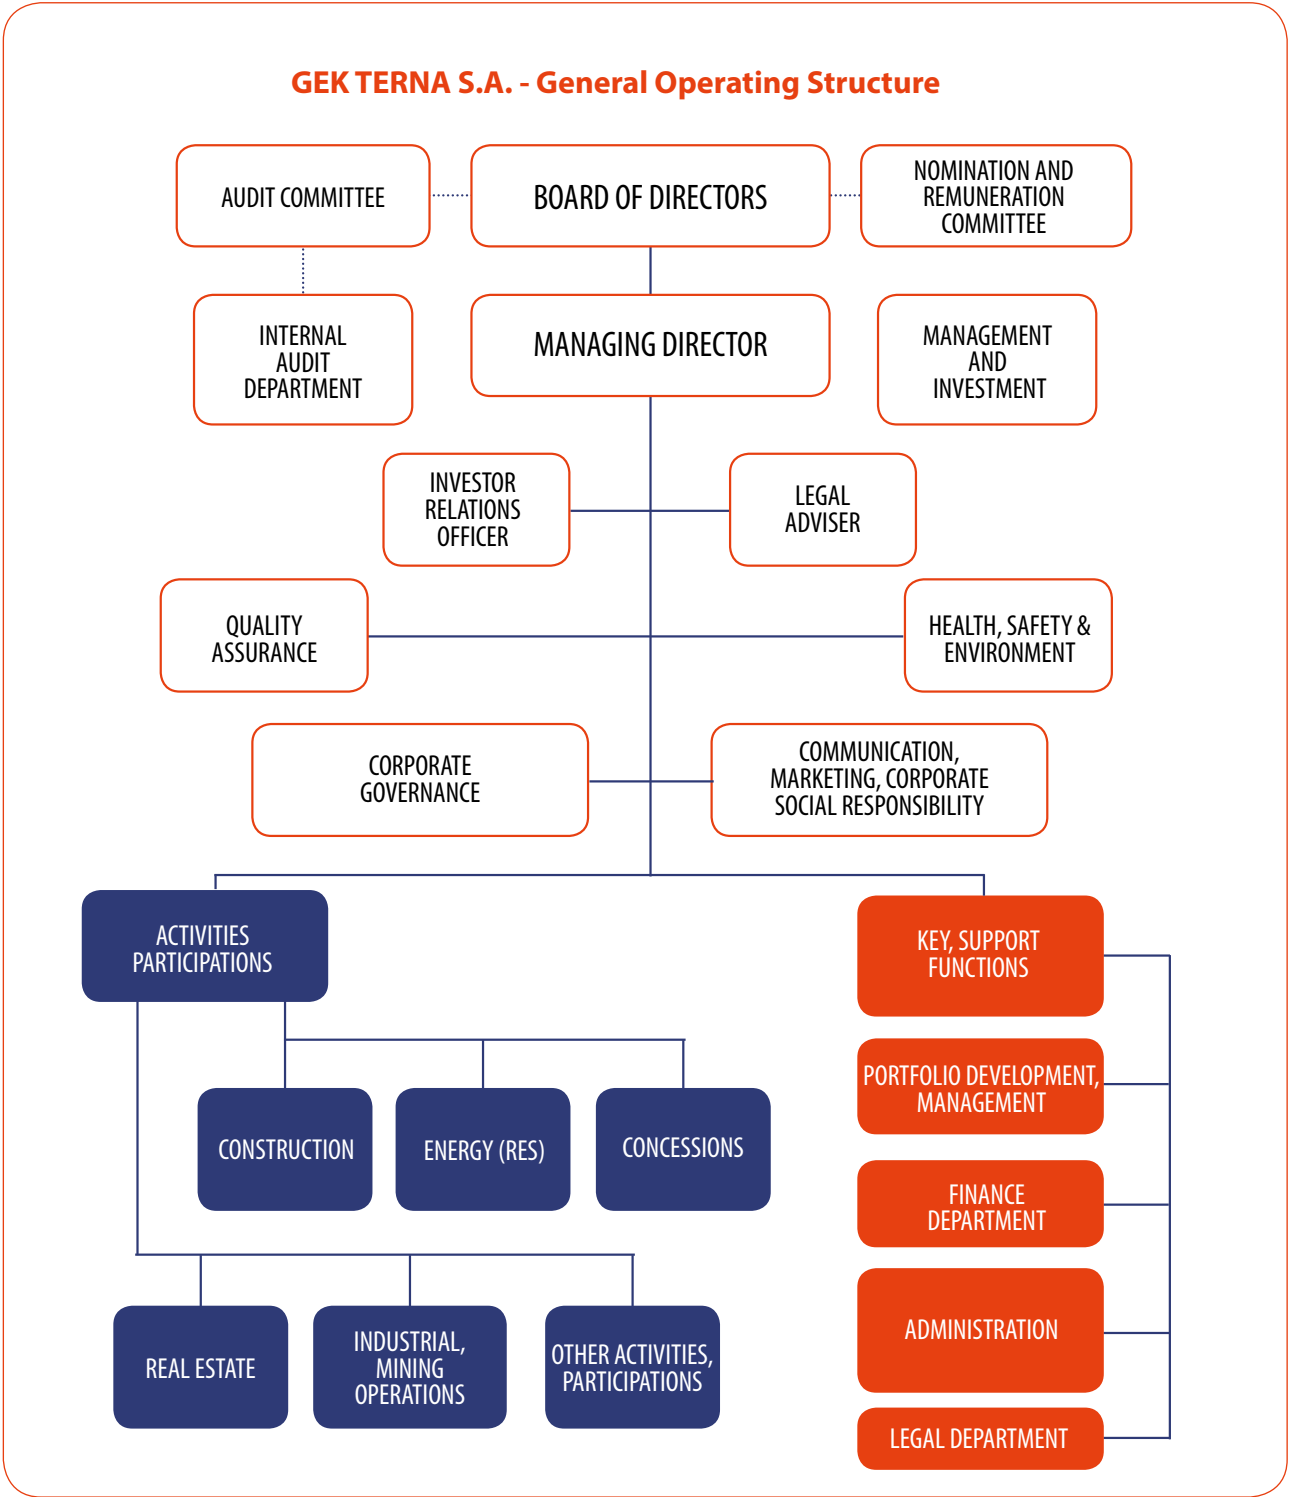 GEK TERNA S.A. - General Operating Structure
AUDIT COMMITTEE
BOARD OF DIRECTORS
NOMINATION AND
REMUNERATION
COMMITTEE
INTERNAL
AUDIT
DEPARTMENT
MANAGING DIRECTOR
MANAGEMENT
AND
INVESTMENT
INVESTOR
RELATIONS
OFFICER
LEGAL
ADVISER
QUALITY
ASSURANCE
HEALTH, SAFETY &
ENVIRONMENT
CORPORATE
GOVERNANCE
COMMUNICATION,
MARKETING, CORPORATE
SOCIAL RESPONSIBILITY
ACTIVITIES
PARTICIPATIONS
KEY, SUPPORT
FUNCTIONS
CONSTRUCTION
ENERGY (RES)
CONCESSIONS
REAL ESTATE
INDUSTRIAL,
MINING
OPERATIONS
OTHER ACTIVITIES,
PARTICIPATIONS
PORTFOLIO DEVELOPMENT,
MANAGEMENT
FINANCE
DEPARTMENT
ADMINISTRATION
LEGAL DEPARTMENT